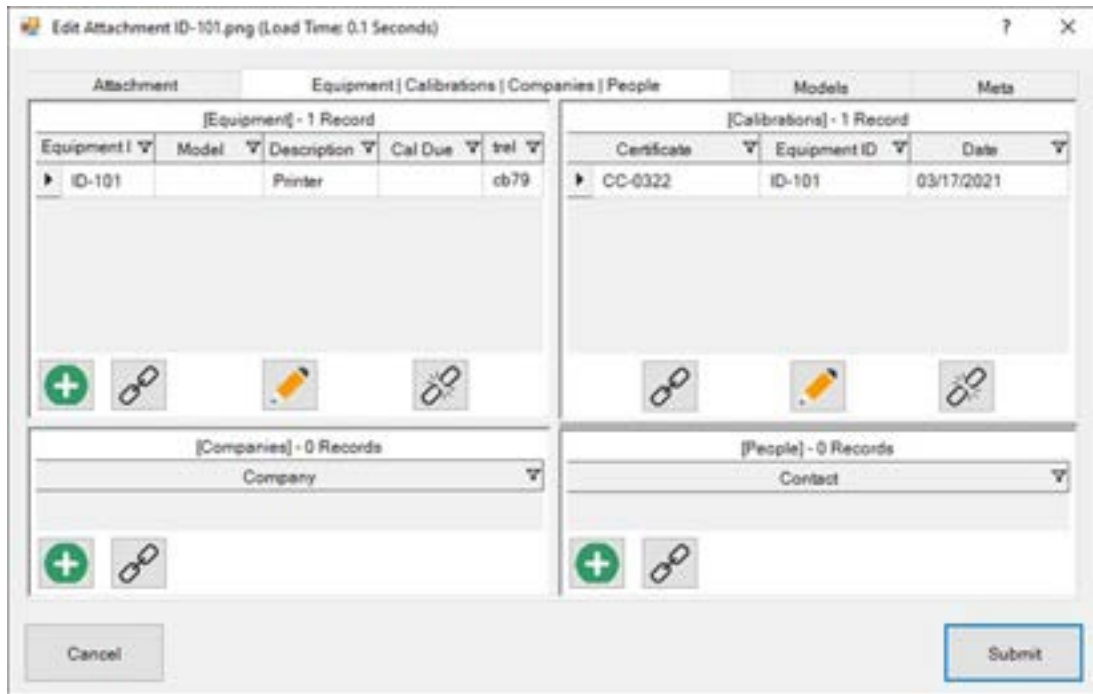 Edit Attachment ID-101.png (Load Time: 0.1 Seconds)
?
Attachment
Equipment | Calibrations | Companies | People
Models
Meta
[Equipment] - 1 Record
Equipment I Model Description Cal Due trel
ID-101 Printer cb79
[Calibrations] - 1 Record
Certificate Equipment ID Date
CC-0322 ID-101 03/17/2021
[Companies] - 0 Records
Company
[People] - 0 Records
Contact
Cancel
Submit